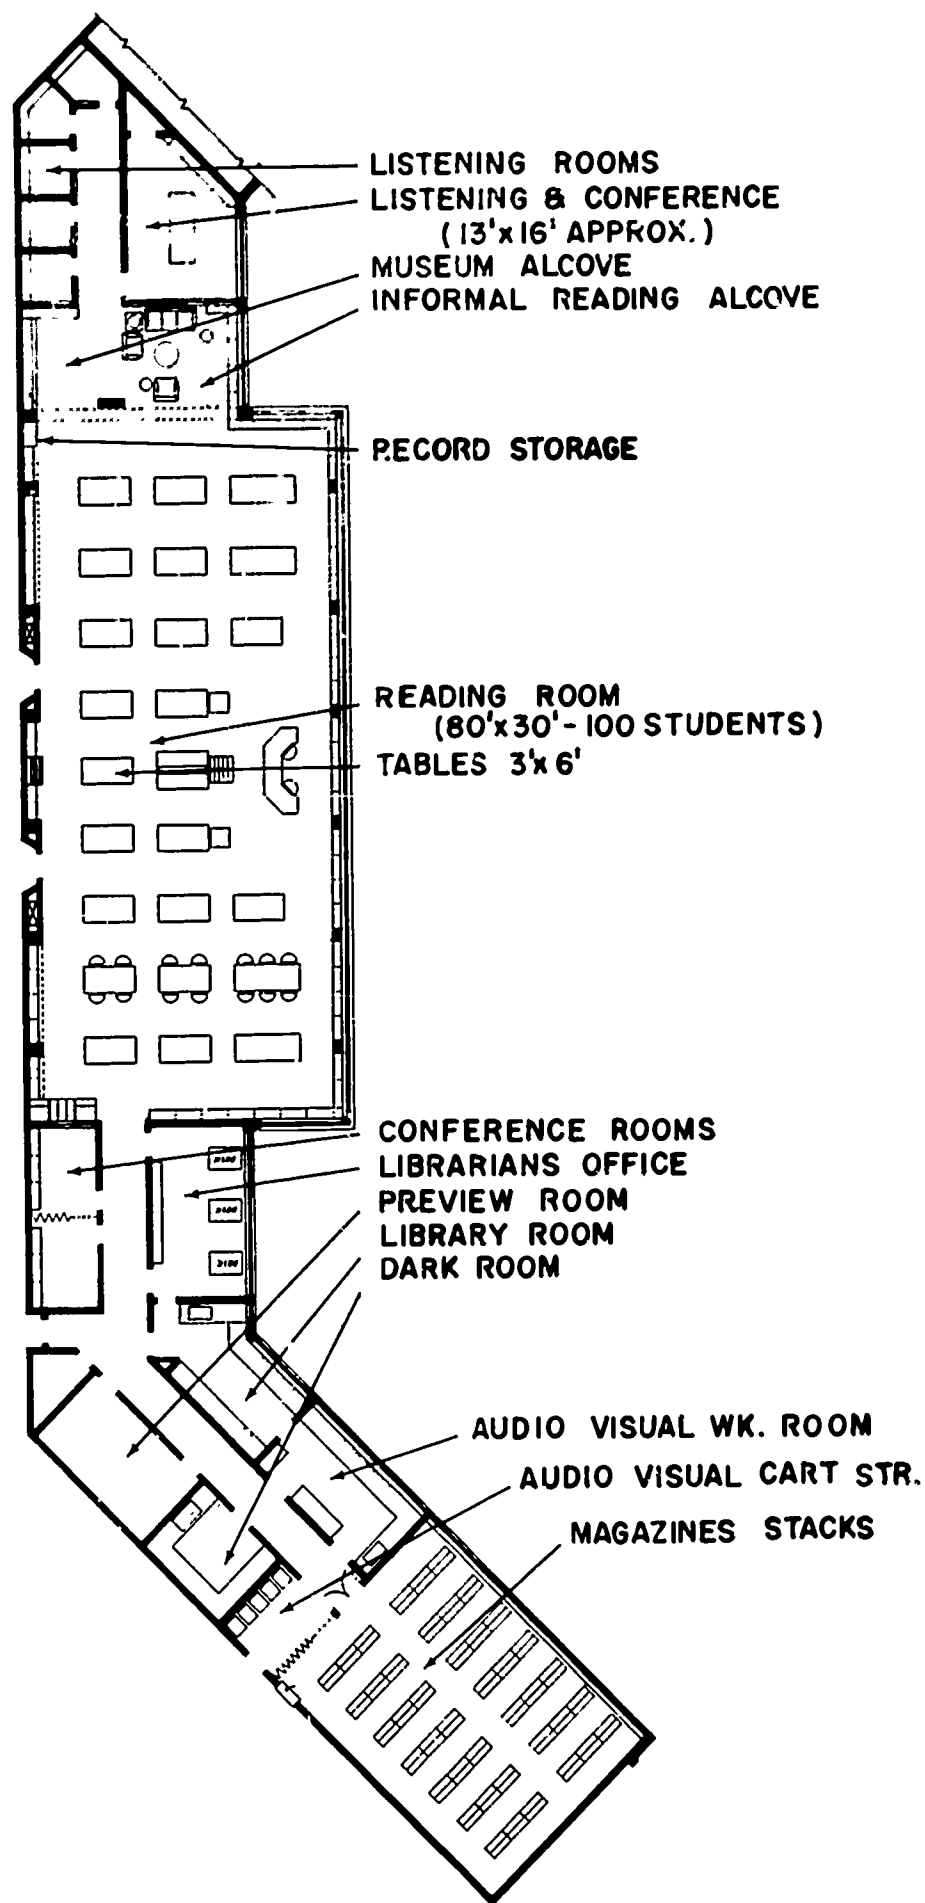 LISTENING ROOMS
LISTENING & CONFERENCE
(13'x16' APPROX.)
MUSEUM ALCOVE
INFORMAL READING ALCOVE
RECORD STORAGE
READING ROOM
(80'x30'-100 STUDENTS)
TABLES 3'x6'
CONFERENCE ROOMS
LIBRARIANS OFFICE
PREVIEW ROOM
LIBRARY ROOM
DARK ROOM
AUDIO VISUAL WK. ROOM
AUDIO VISUAL CART STR.
MAGAZINES STACKS